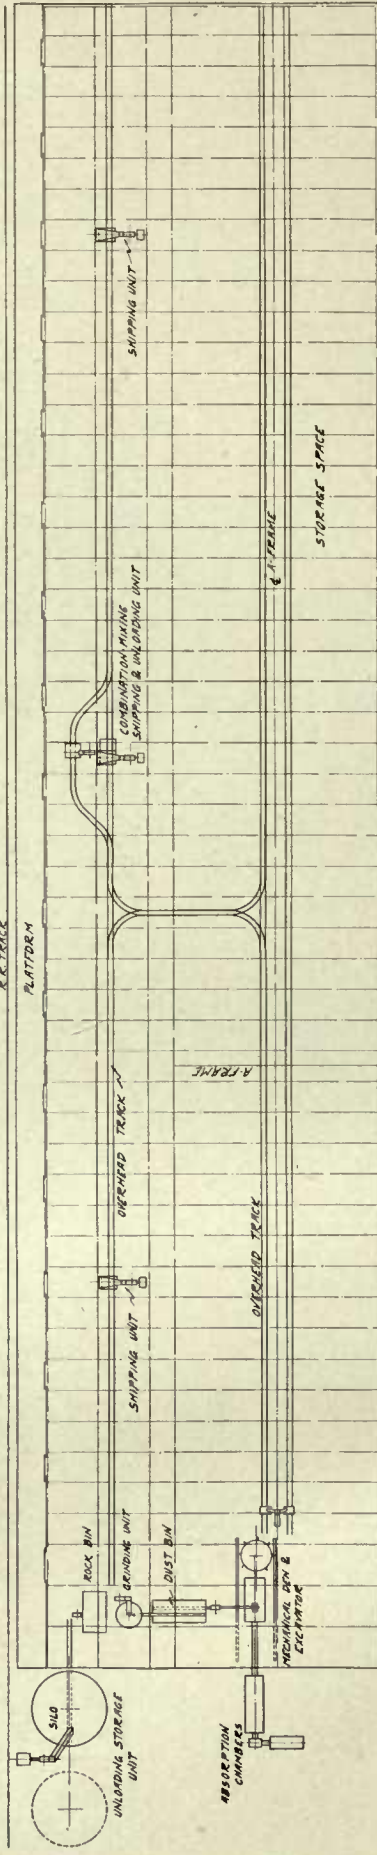 R.R. TRACK
PLATFORM
SILO
UNLOADING STORAGE
UNIT
ROCK BIN
GRINDING UNIT
DUST BIN
SHIPPING UNIT
OVERHEAD TRACK
COMBINATION MIXING
SHIPPING & UNLOADING UNIT
SHIPPING UNIT
A-FRAME
ABSORPTION
CHAMBERS
MECHANICAL DEN &
EXCAVATOR
OVERHEAD TRACK
℄ A-FRAME
STORAGE SPACE